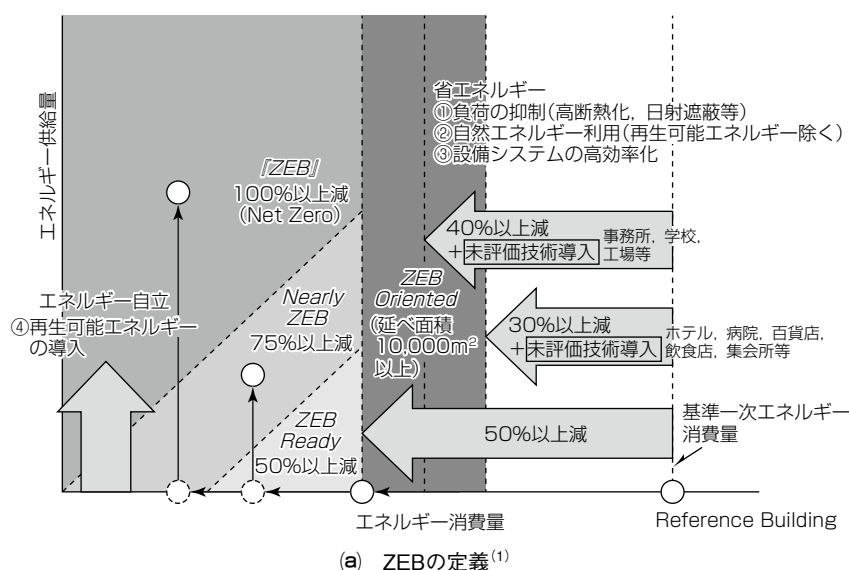 エネルギー供給量
省エネルギー
①負荷の抑制(高断熱化,日射遮蔽等)
②自然エネルギー利用(再生可能エネルギー除く)
③設備システムの高効率化
『ZEB』
100%以上減
(Net Zero)
40%以上減
+未評価技術導入
事務所,学校,
工場等
エネルギー自立
④再生可能エネルギー
の導入
Nearly
ZEB
75%以上減
ZEB
Oriented
(延べ面積
10,000m²
以上)
30%以上減
+未評価技術導入
ホテル,病院,百貨店,
飲食店,集会所等
ZEB
Ready
50%以上減
50%以上減
基準一次エネルギー
消費量
エネルギー消費量
Reference Building
(a) ZEBの定義(1)